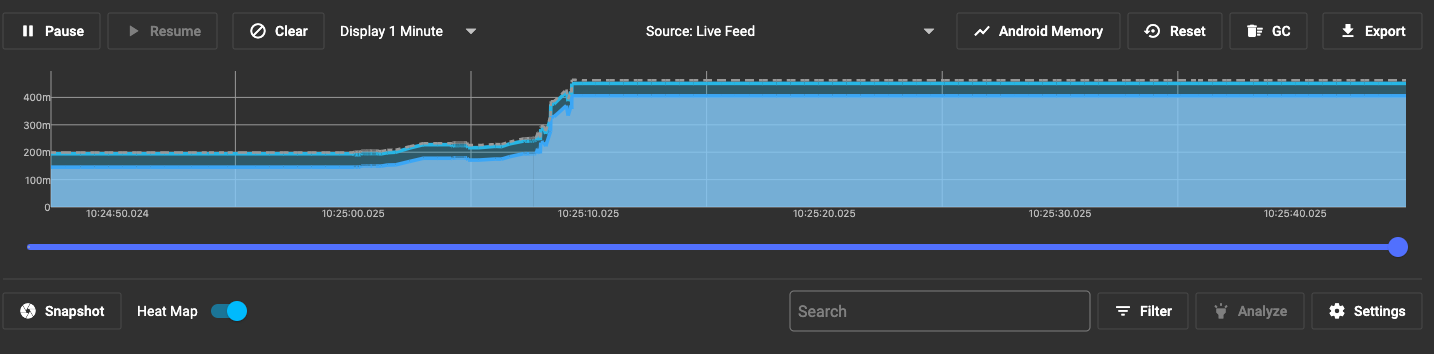 Pause Resume Clear Display 1 Minute Source: Live Feed Android Memory Reset GC Export
400m
300m
200m
100m
0
10:24:50.024 10:25:00.025 10:25:10.025 10:25:20.025 10:25:30.025 10:25:40.025
Snapshot Heat Map Search Filter Analyze Settings